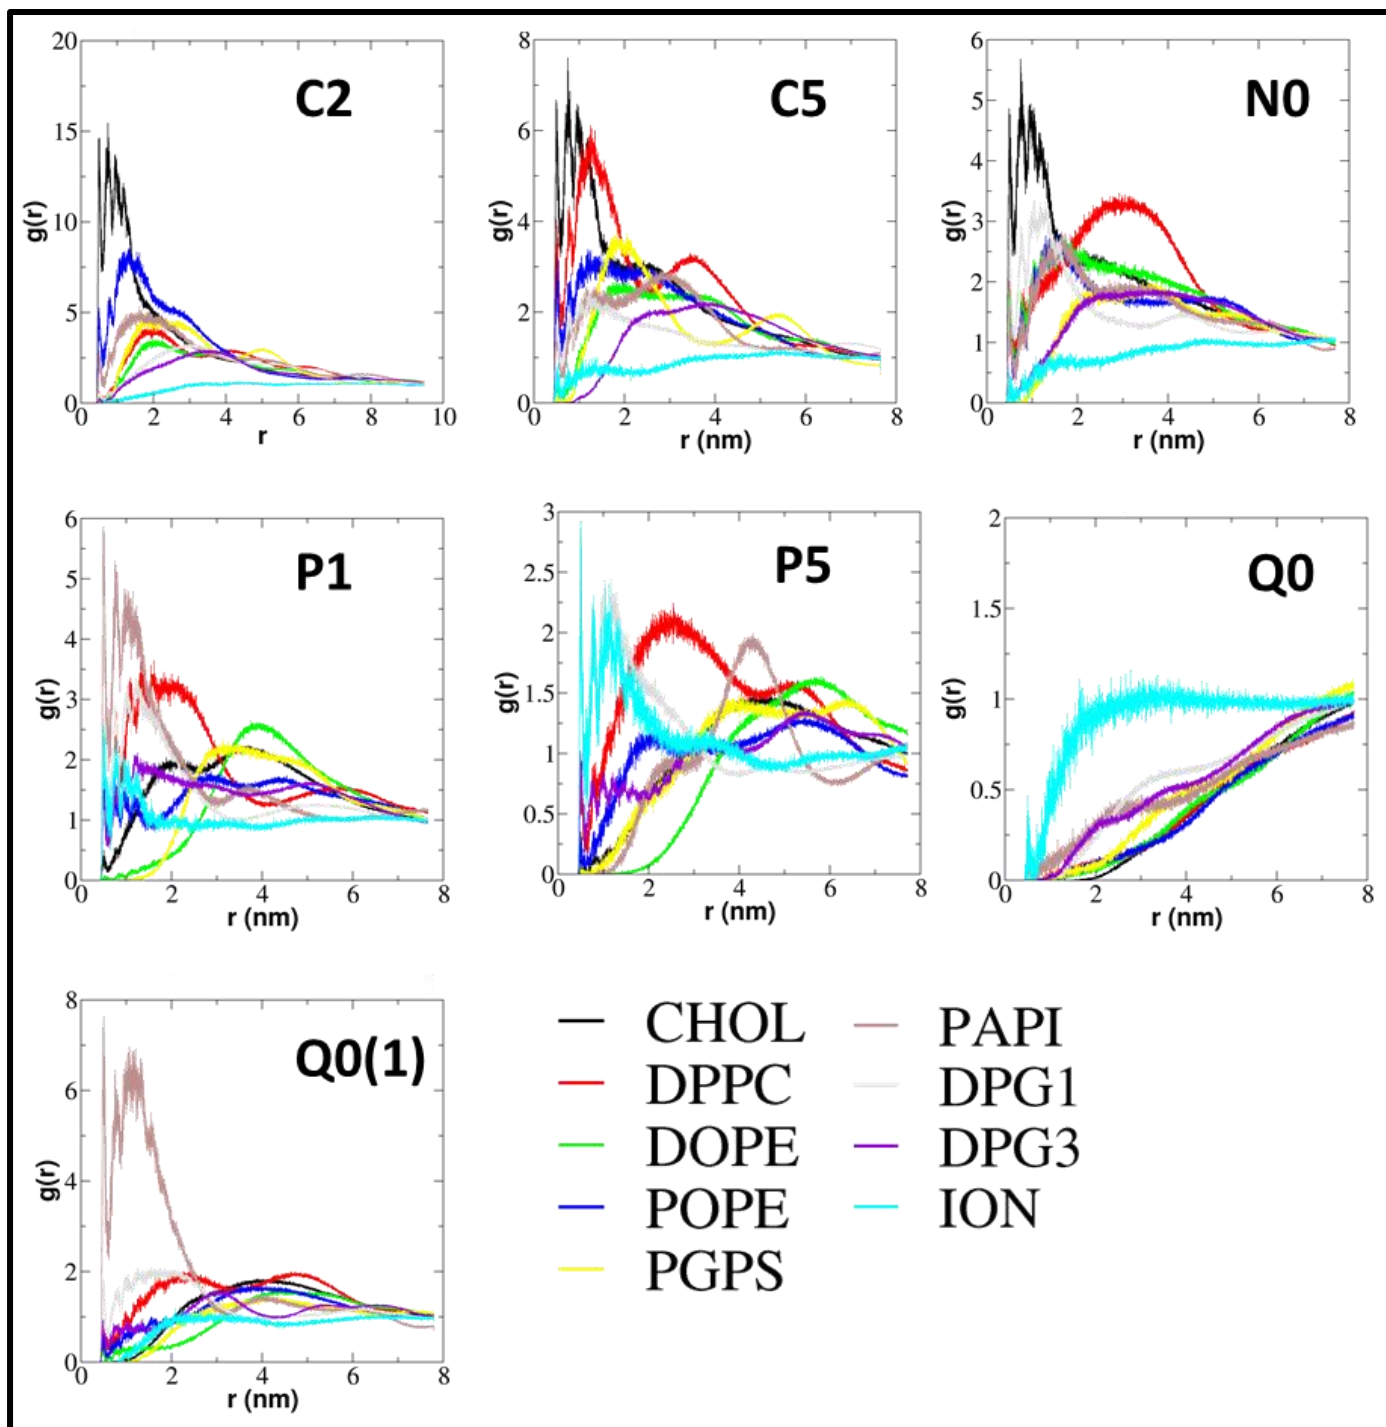 C2
g(r)
20
15
10
5
0
0 2 4 6 8 10
r
C5
g(r)
8
6
4
2
0
0 2 4 6 8
r (nm)
N0
g(r)
6
5
4
3
2
1
0
0 2 4 6 8
r (nm)
P1
g(r)
6
5
4
3
2
1
0
0 2 4 6 8
r (nm)
P5
g(r)
3
2.5
2
1.5
1
0.5
0
0 2 4 6 8
r (nm)
Q0
g(r)
2
1.5
1
0.5
0
0 2 4 6 8
r (nm)
Q0(1)
g(r)
8
6
4
2
0
0 2 4 6 8
r (nm)
CHOL
DPPC
DOPE
POPE
PGPS
PAPI
DPG1
DPG3
ION